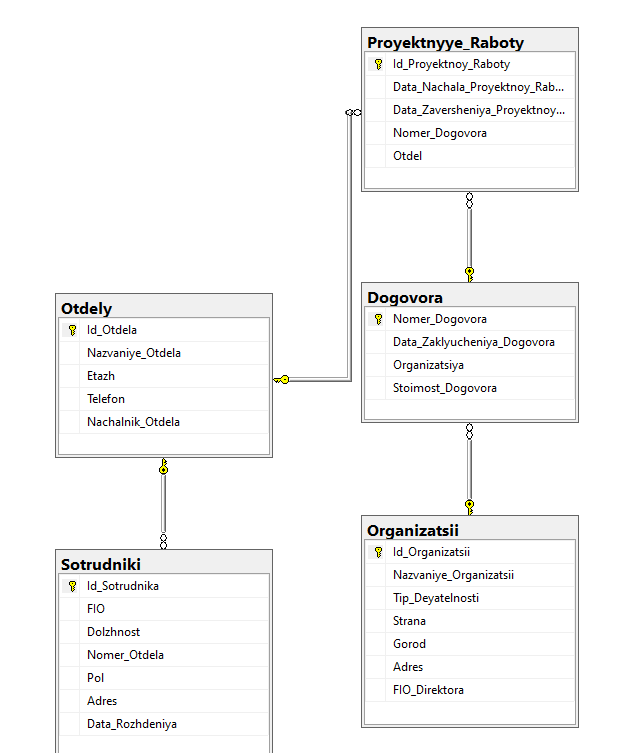 Proyektnyye_Raboty
Id_Proyektnoy_Raboty
Data_Nachala_Proyektnoy_Rab...
Data_Zaversheniya_Proyektnoy...
Nomer_Dogovora
Otdel
Otdely
Id_Otdela
Nazvaniye_Otdela
Etazh
Telefon
Nachalnik_Otdela
Dogovora
Nomer_Dogovora
Data_Zaklyucheniya_Dogovora
Organizatsiya
Stoimost_Dogovora
Sotrudniki
Id_Sotrudnika
FIO
Dolzhnost
Nomer_Otdela
Pol
Adres
Data_Rozhdeniya
Organizatsii
Id_Organizatsii
Nazvaniye_Organizatsii
Tip_Deyatelnosti
Strana
Gorod
Adres
FIO_Direktora